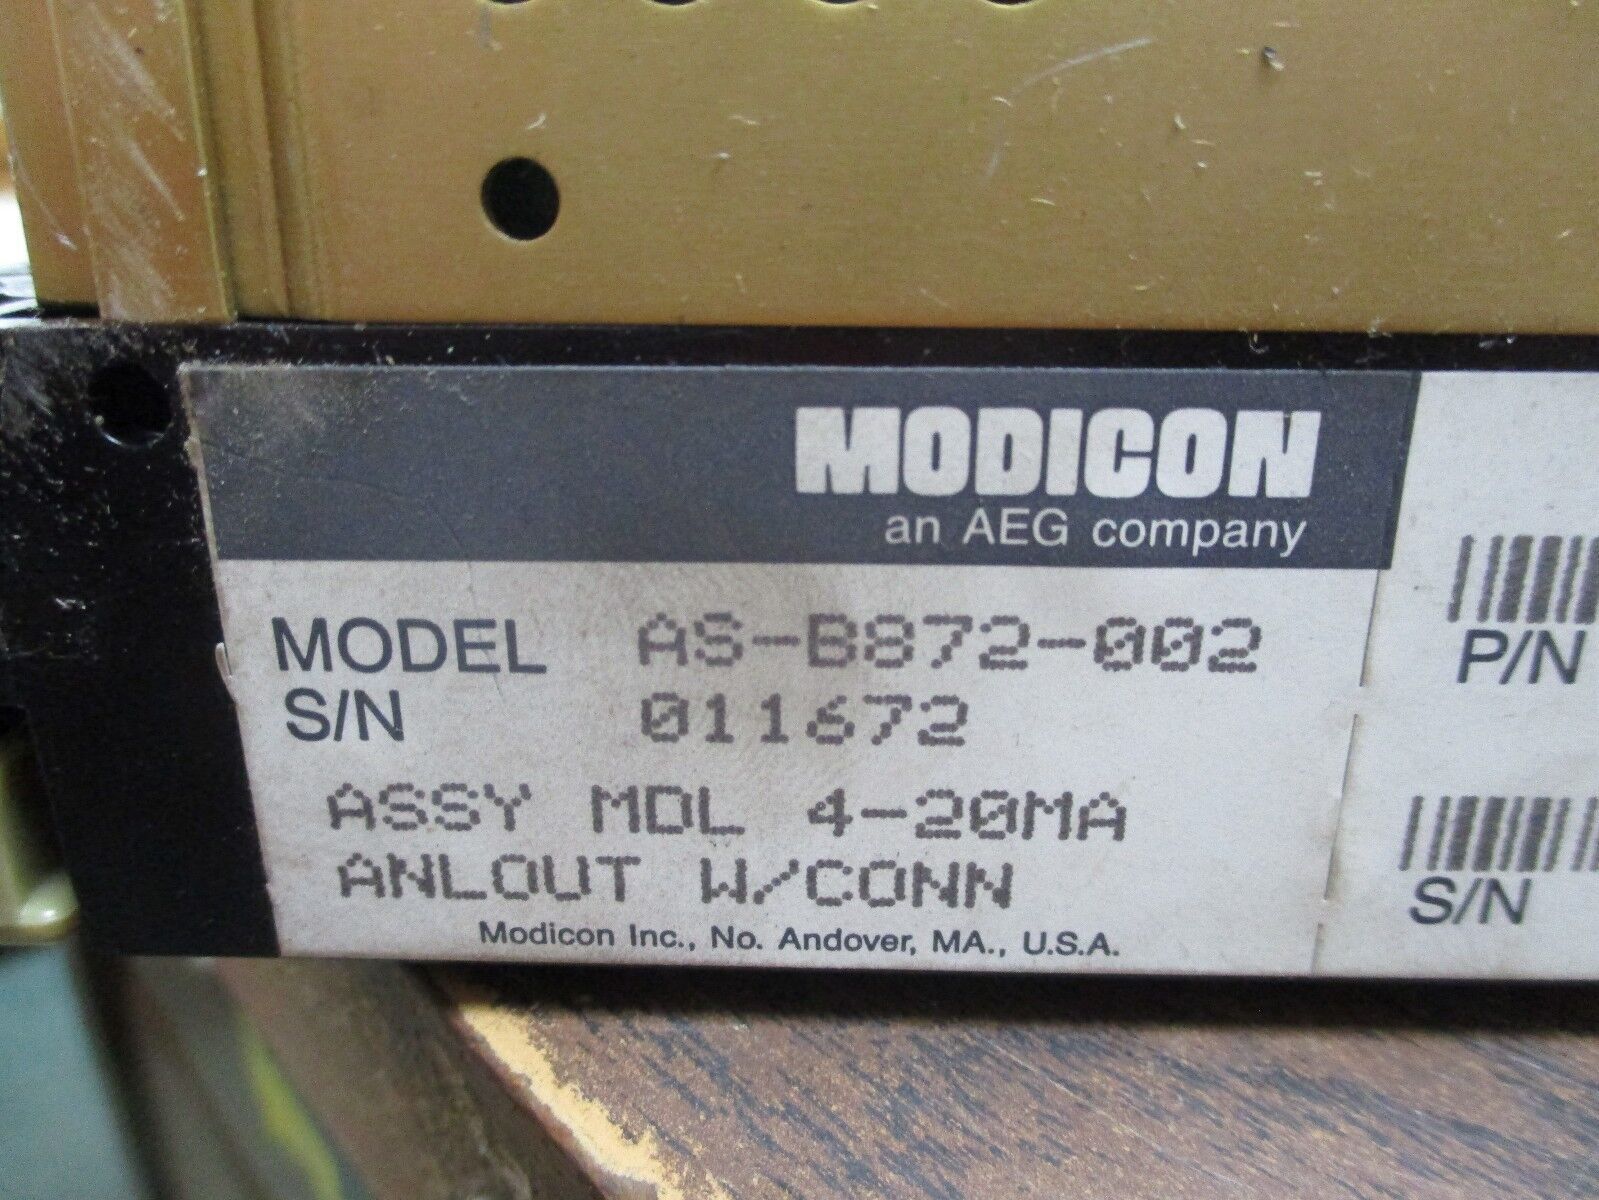 MODICON
an AEG company
MODEL AS-B872-002
S/N 011672
ASSY MDL 4-20MA
ANLOUT W/CONN
Modicon Inc., No. Andover, MA., U.S.A.
P/N
S/N